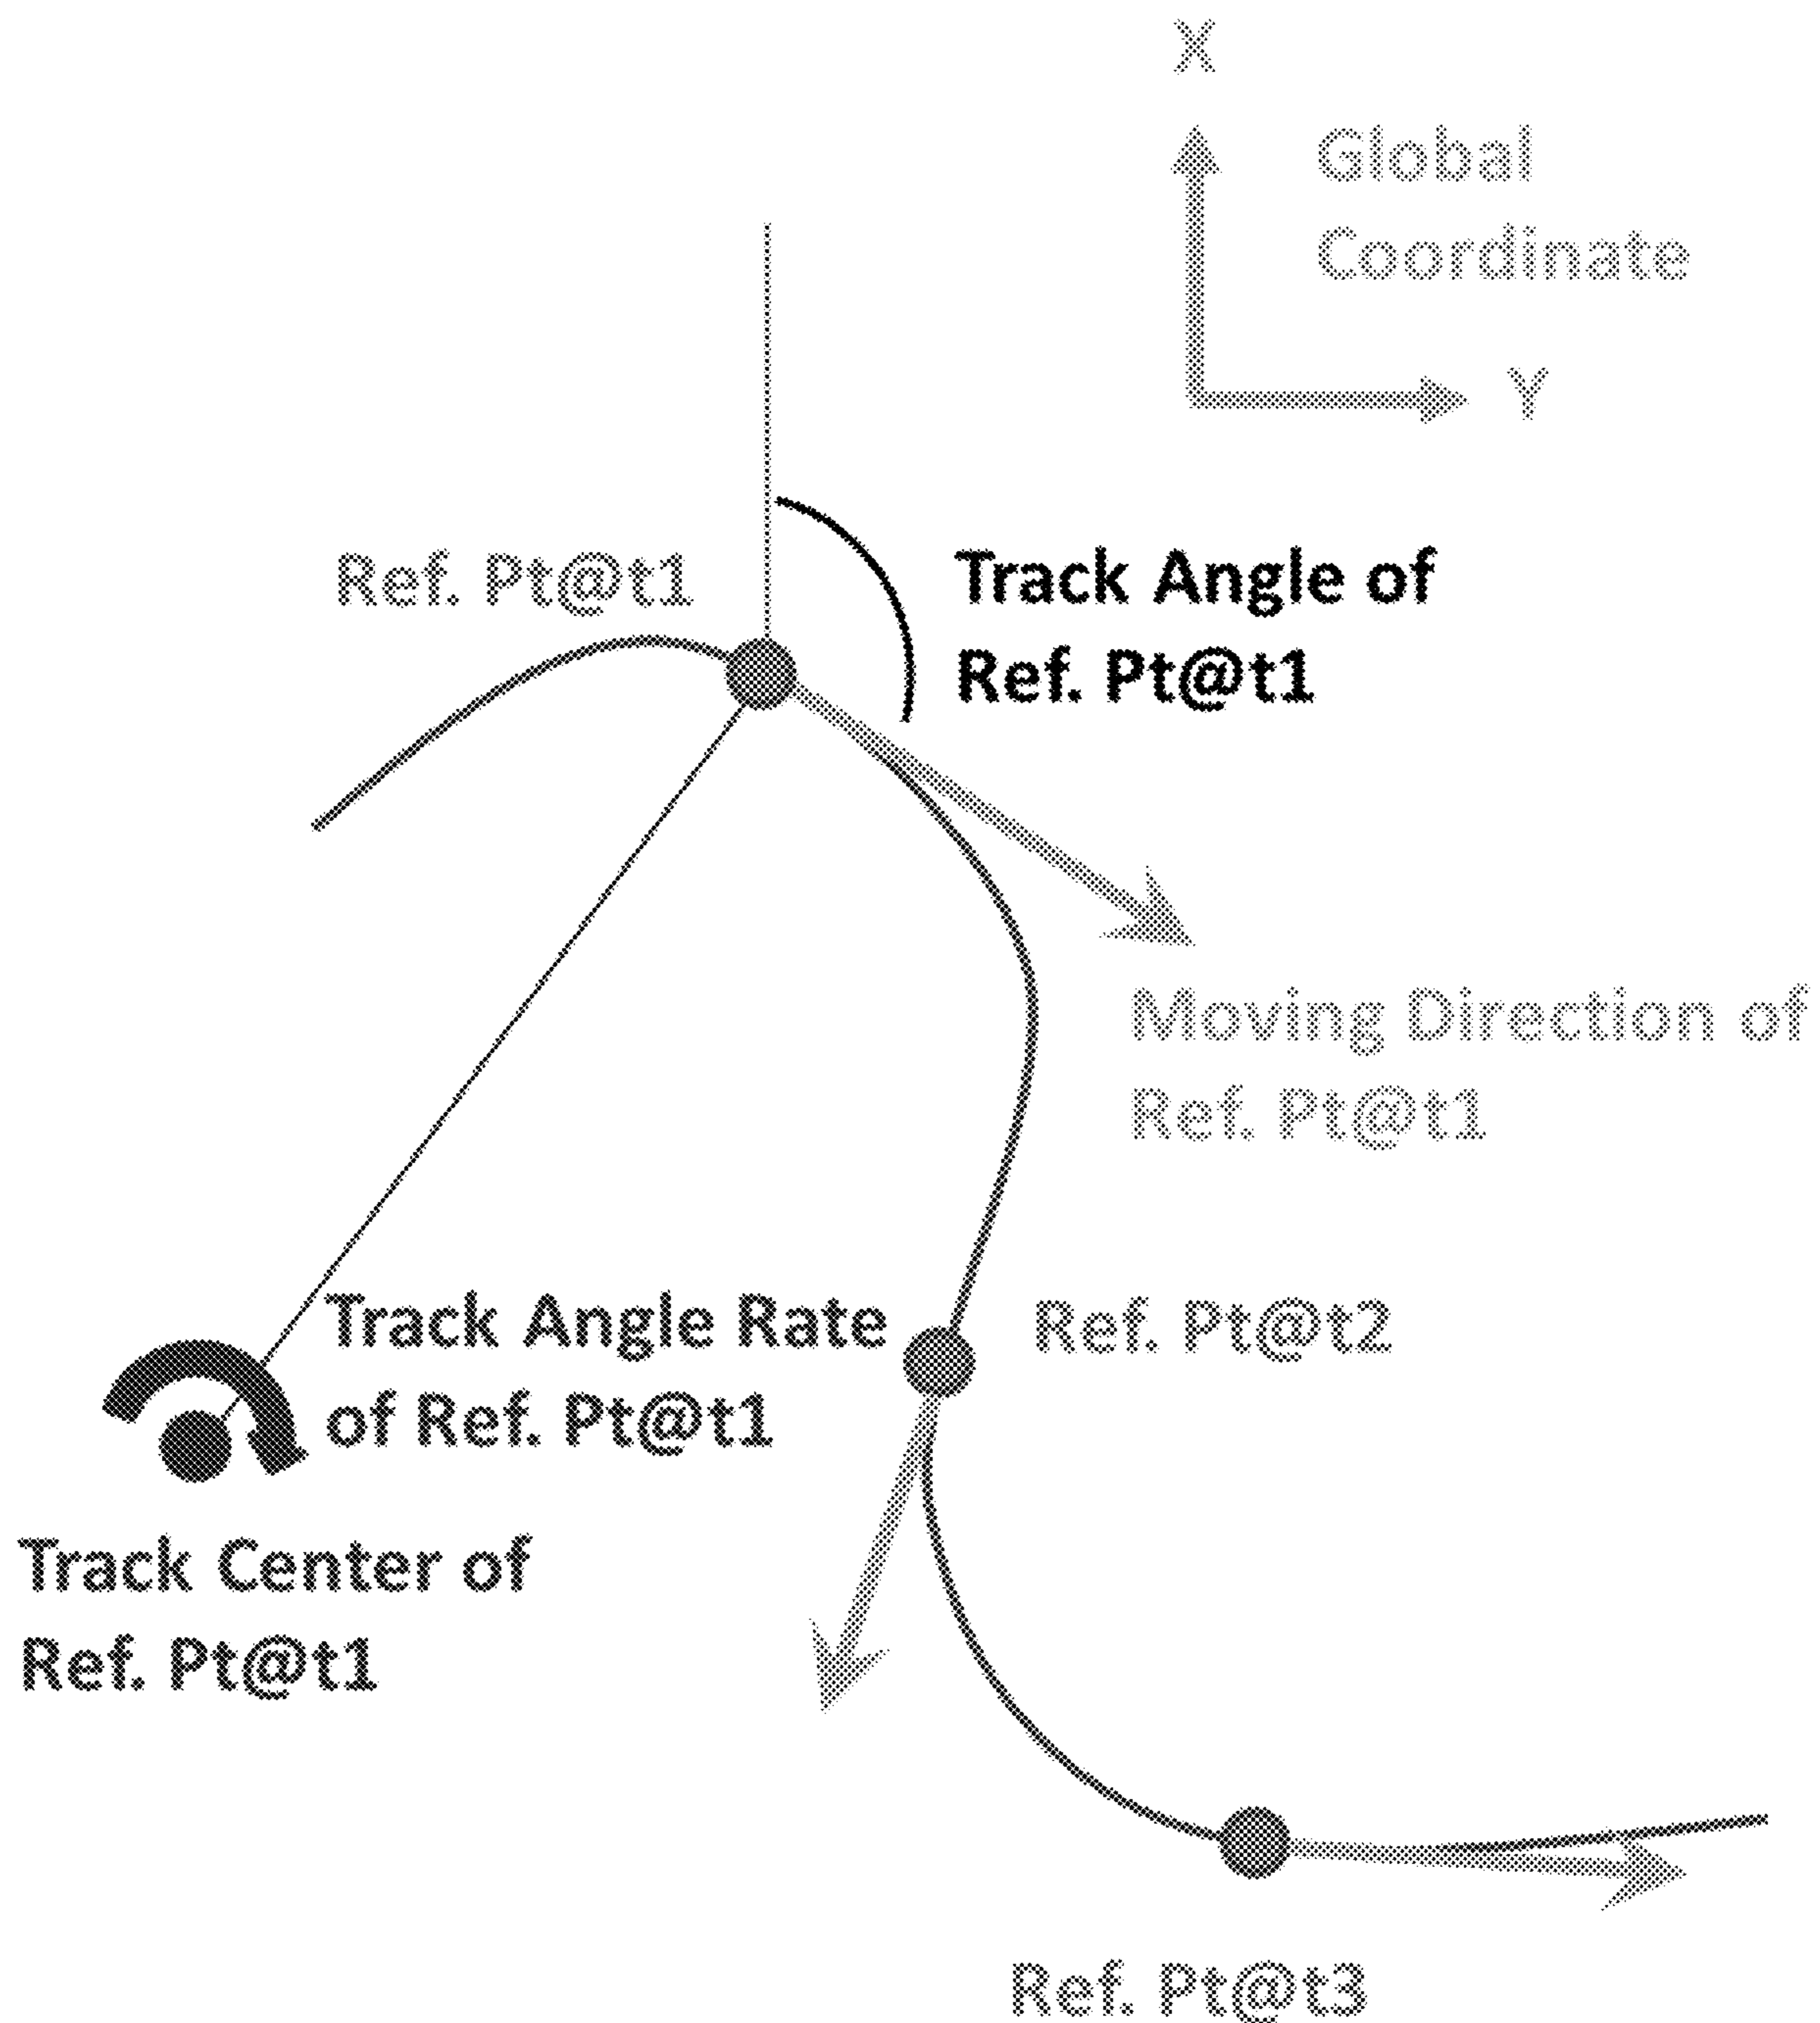 X
Global
Coordinate
Y
Ref. Pt@t1
Track Angle of
Ref. Pt@t1
Moving Direction of
Ref. Pt@t1
Track Angle Rate
of Ref. Pt@t1
Ref. Pt@t2
Track Center of
Ref. Pt@t1
Ref. Pt@t3